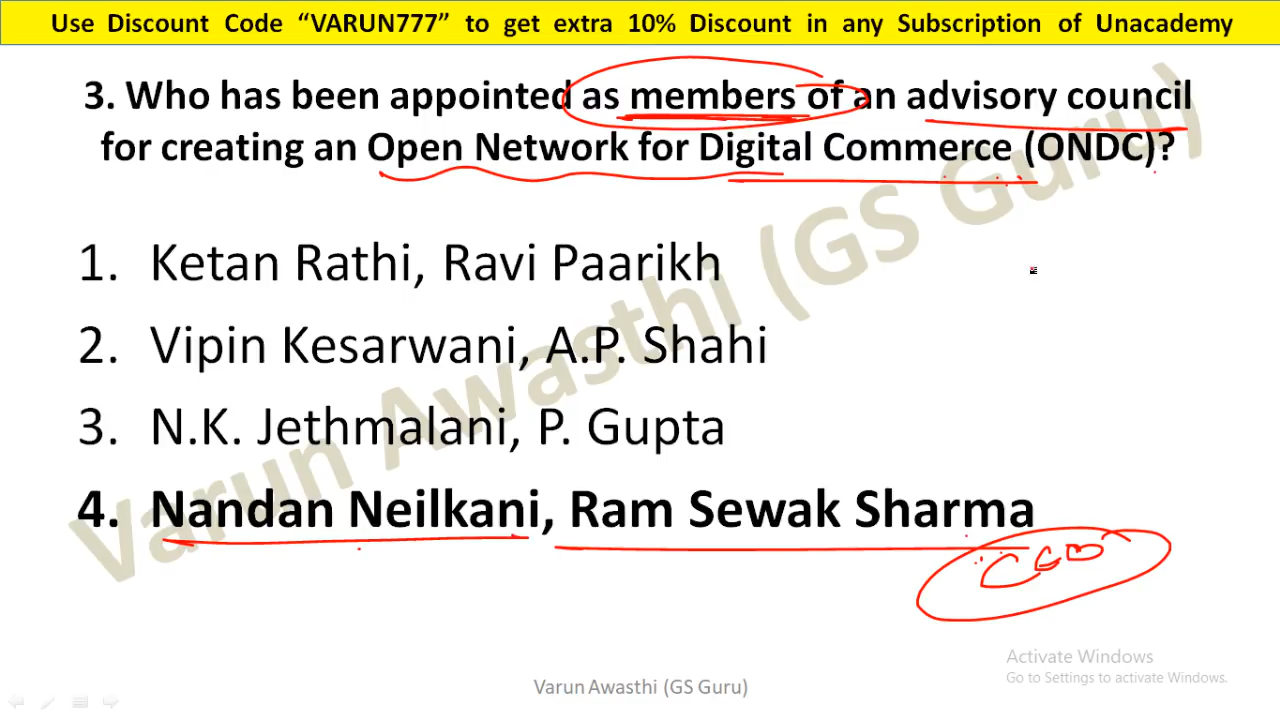 Use Discount Code “VARUN777” to get extra 10% Discount in any Subscription of Unacademy
3. Who has been appointed as members of an advisory council
for creating an Open Network for Digital Commerce (ONDC)?
1. Ketan Rathi, Ravi Paarikh
2. Vipin Kesarwani, A.P. Shahi
3. N.K. Jethmalani, P. Gupta
4. Nandan Neilkani, Ram Sewak Sharma
CEO
Varun Awasthi (GS Guru)
Activate Windows
Go to Settings to activate Windows.
Varun Awasthi (GS Guru)